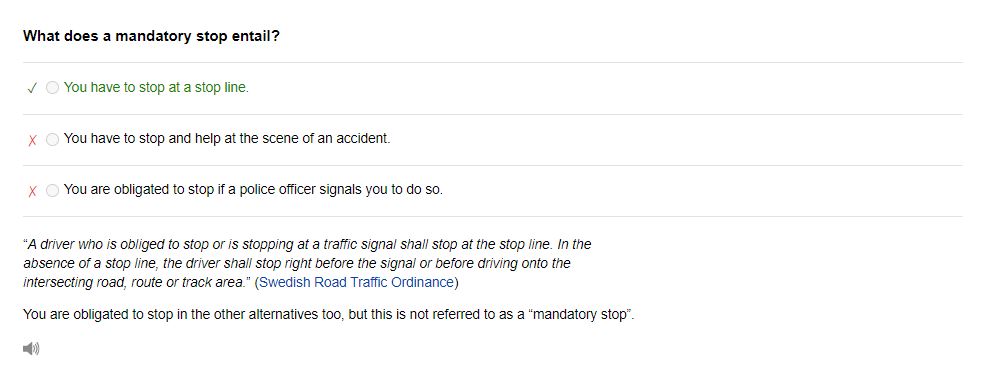 What does a mandatory stop entail?
✓ You have to stop at a stop line.
X You have to stop and help at the scene of an accident.
X You are obligated to stop if a police officer signals you to do so.
“A driver who is obliged to stop or is stopping at a traffic signal shall stop at the stop line. In the
absence of a stop line, the driver shall stop right before the signal or before driving onto the
intersecting road, route or track area.” (Swedish Road Traffic Ordinance)
You are obligated to stop in the other alternatives too, but this is not referred to as a “mandatory stop”.